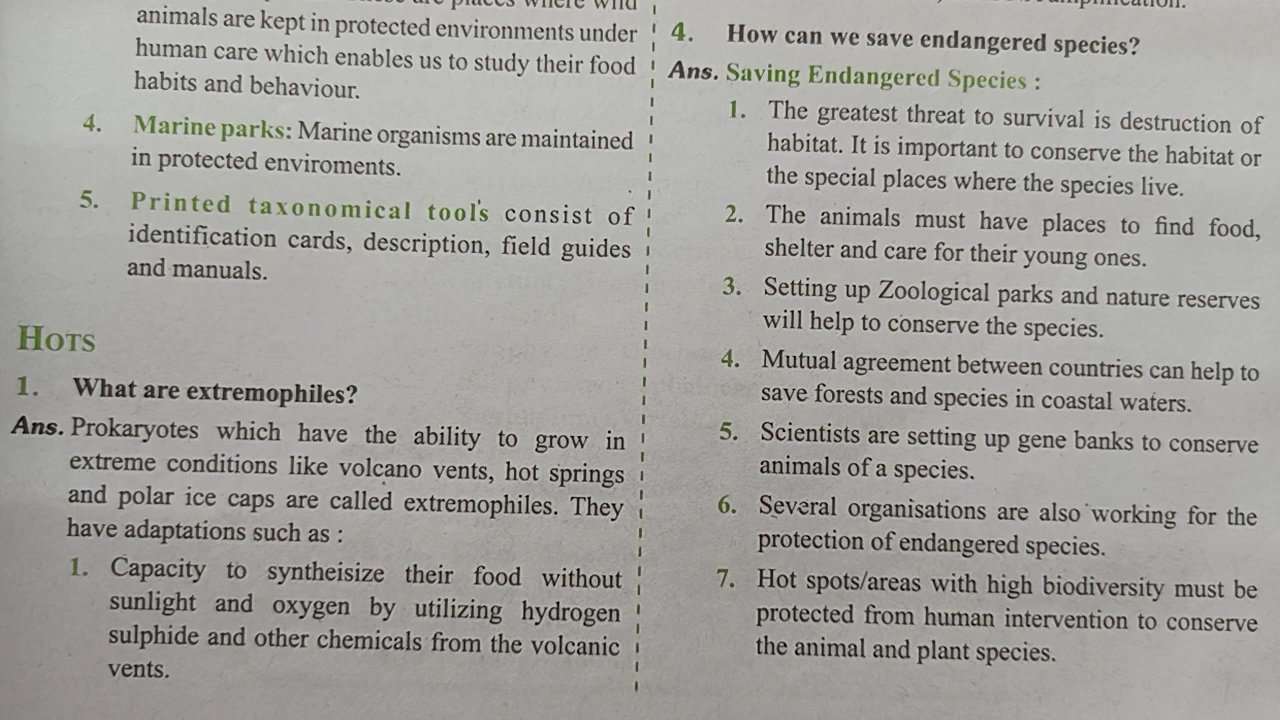 animals are kept in protected environments under
human care which enables us to study their food
habits and behaviour.
4. Marine parks: Marine organisms are maintained
in protected enviroments.
5. Printed taxonomical tools consist of
identification cards, description, field guides
and manuals.
HOTS
1. What are extremophiles?
Ans. Prokaryotes which have the ability to grow in
extreme conditions like volcano vents, hot springs
and polar ice caps are called extremophiles. They
have adaptations such as :
1. Capacity to syntheisize their food without
sunlight and oxygen by utilizing hydrogen
sulphide and other chemicals from the volcanic
vents.
4. How can we save endangered species?
Ans. Saving Endangered Species :
1. The greatest threat to survival is destruction of
habitat. It is important to conserve the habitat or
the special places where the species live.
2. The animals must have places to find food,
shelter and care for their young ones.
3. Setting up Zoological parks and nature reserves
will help to conserve the species.
4. Mutual agreement between countries can help to
save forests and species in coastal waters.
5. Scientists are setting up gene banks to conserve
animals of a species.
6. Several organisations are also working for the
protection of endangered species.
7. Hot spots/areas with high biodiversity must be
protected from human intervention to conserve
the animal and plant species.